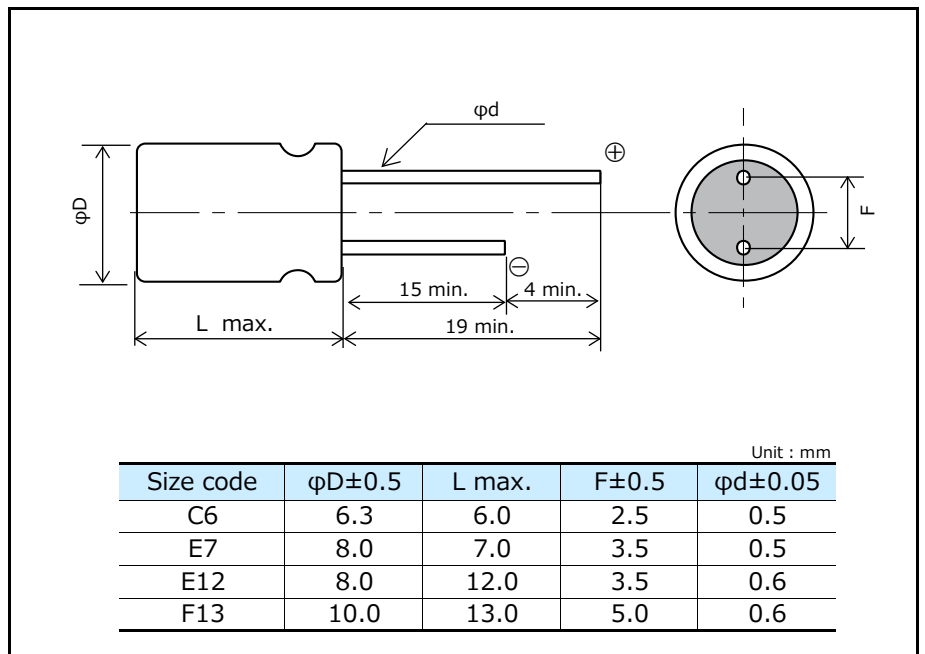 φd
⊕
φD
F
⊖
15 min. 4 min.
L max. 19 min.
Unit : mm
Size code φD±0.5 L max. F±0.5 φd±0.05
C6 6.3 6.0 2.5 0.5
E7 8.0 7.0 3.5 0.5
E12 8.0 12.0 3.5 0.6
F13 10.0 13.0 5.0 0.6